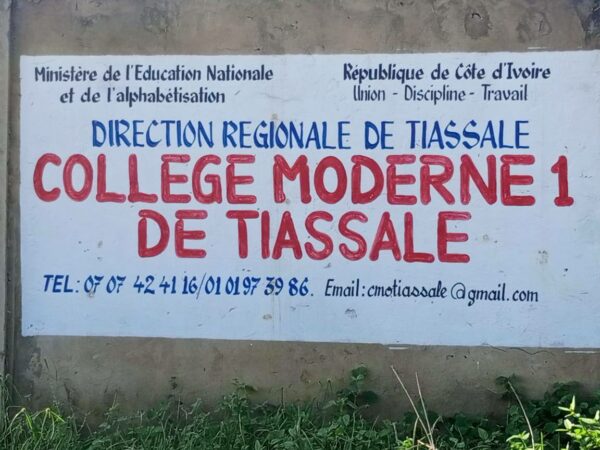 Ministère de l'Education Nationale
et de l'alphabétisation
République de Côte d'Ivoire
Union - Discipline - Travail
DIRECTION REGIONALE DE TIASSALE
COLLEGE MODERNE 1
DE TIASSALE
TEL: 07 07 42 41 16/01 01 97 39 86. Email: cmotiassale@gmail.com